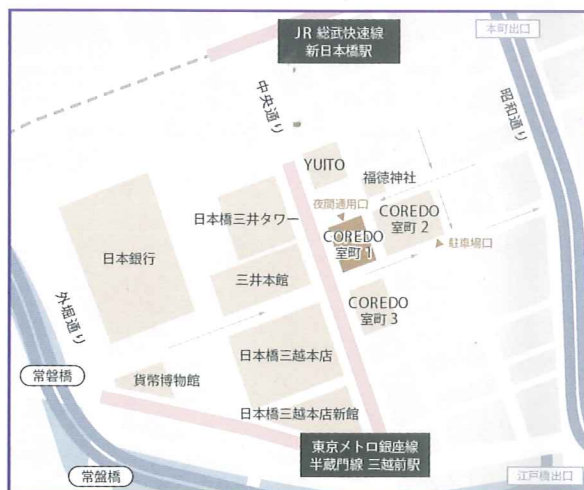 JR 総武快速線
新日本橋駅
本町出口
中央通り
昭和通り
YUITO
福徳神社
夜間通用口
COREDO
室町 2
日本橋三井タワー
COREDO
室町 1
駐車場口
日本銀行
三井本館
COREDO
室町 3
外堀通り
日本橋三越本店
常磐橋
貨幣博物館
日本橋三越本店新館
東京メトロ銀座線
半蔵門線 三越前駅
常盤橋
江戸橋出口